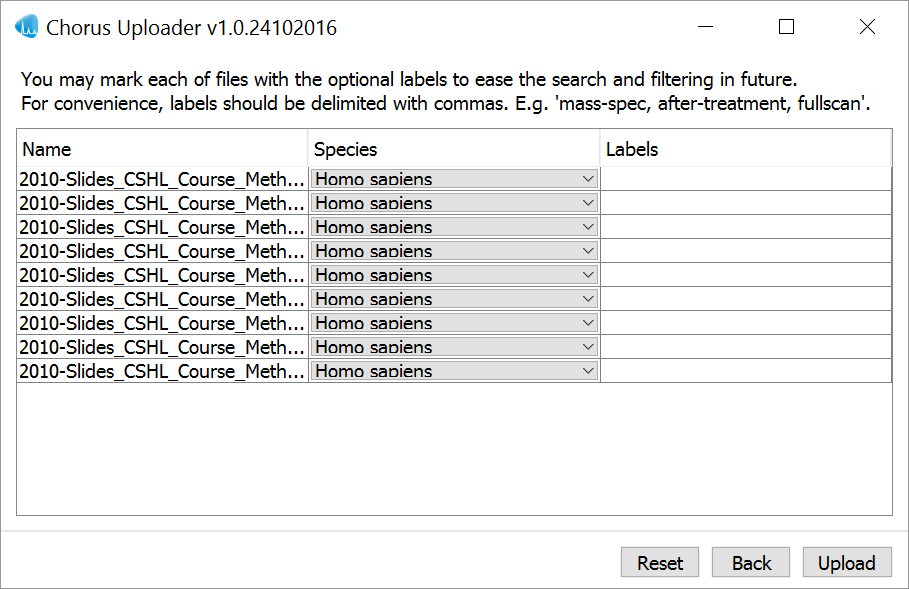 Chorus Uploader v1.0.24102016
You may mark each of files with the optional labels to ease the search and filtering in future.
For convenience, labels should be delimited with commas. E.g. 'mass-spec, after-treatment, fullscan'.
Name Species Labels
2010-Slides_CSHL_Course_Meth... Homo sapiens
2010-Slides_CSHL_Course_Meth... Homo sapiens
2010-Slides_CSHL_Course_Meth... Homo sapiens
2010-Slides_CSHL_Course_Meth... Homo sapiens
2010-Slides_CSHL_Course_Meth... Homo sapiens
2010-Slides_CSHL_Course_Meth... Homo sapiens
2010-Slides_CSHL_Course_Meth... Homo sapiens
2010-Slides_CSHL_Course_Meth... Homo sapiens
2010-Slides_CSHL_Course_Meth... Homo sapiens
Reset Back Upload